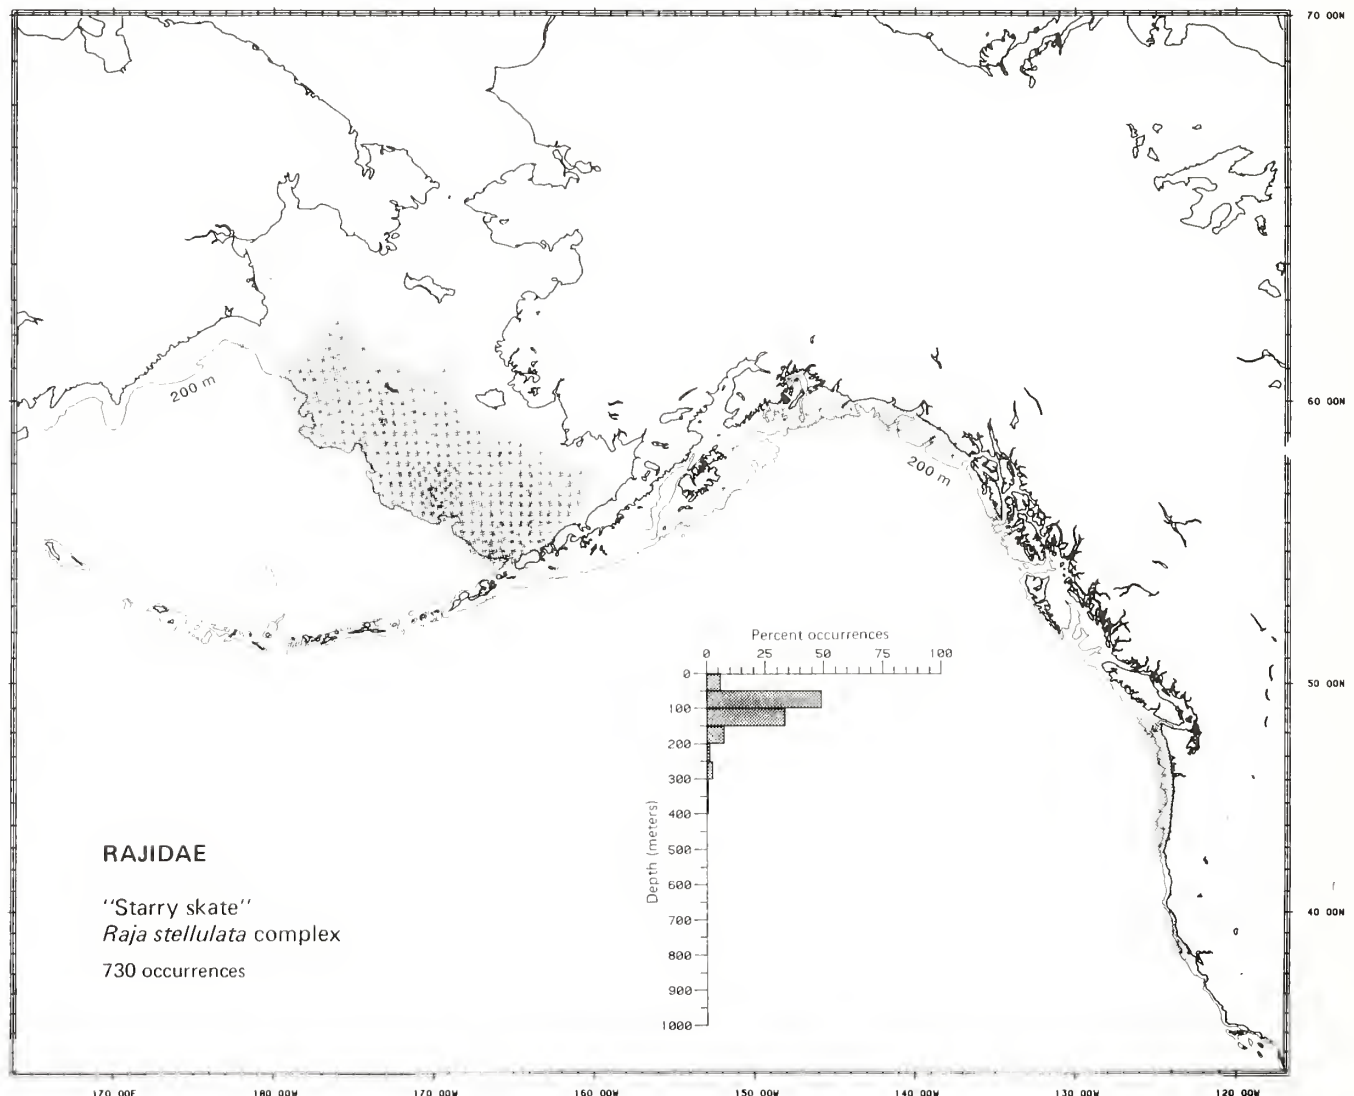 70 00N
200 m
60 00N
200 m
Percent occurrences
0 25 50 75 100
0
100
200
300
400
500
600
700
800
900
1000
Depth (meters)
50 00N
40 00N
RAJIDAE
"Starry skate"
Raja stellulata complex
730 occurrences
170 00E 180 00W 170 00W 160 00W 150 00W 140 00W 130 00W 120 00W